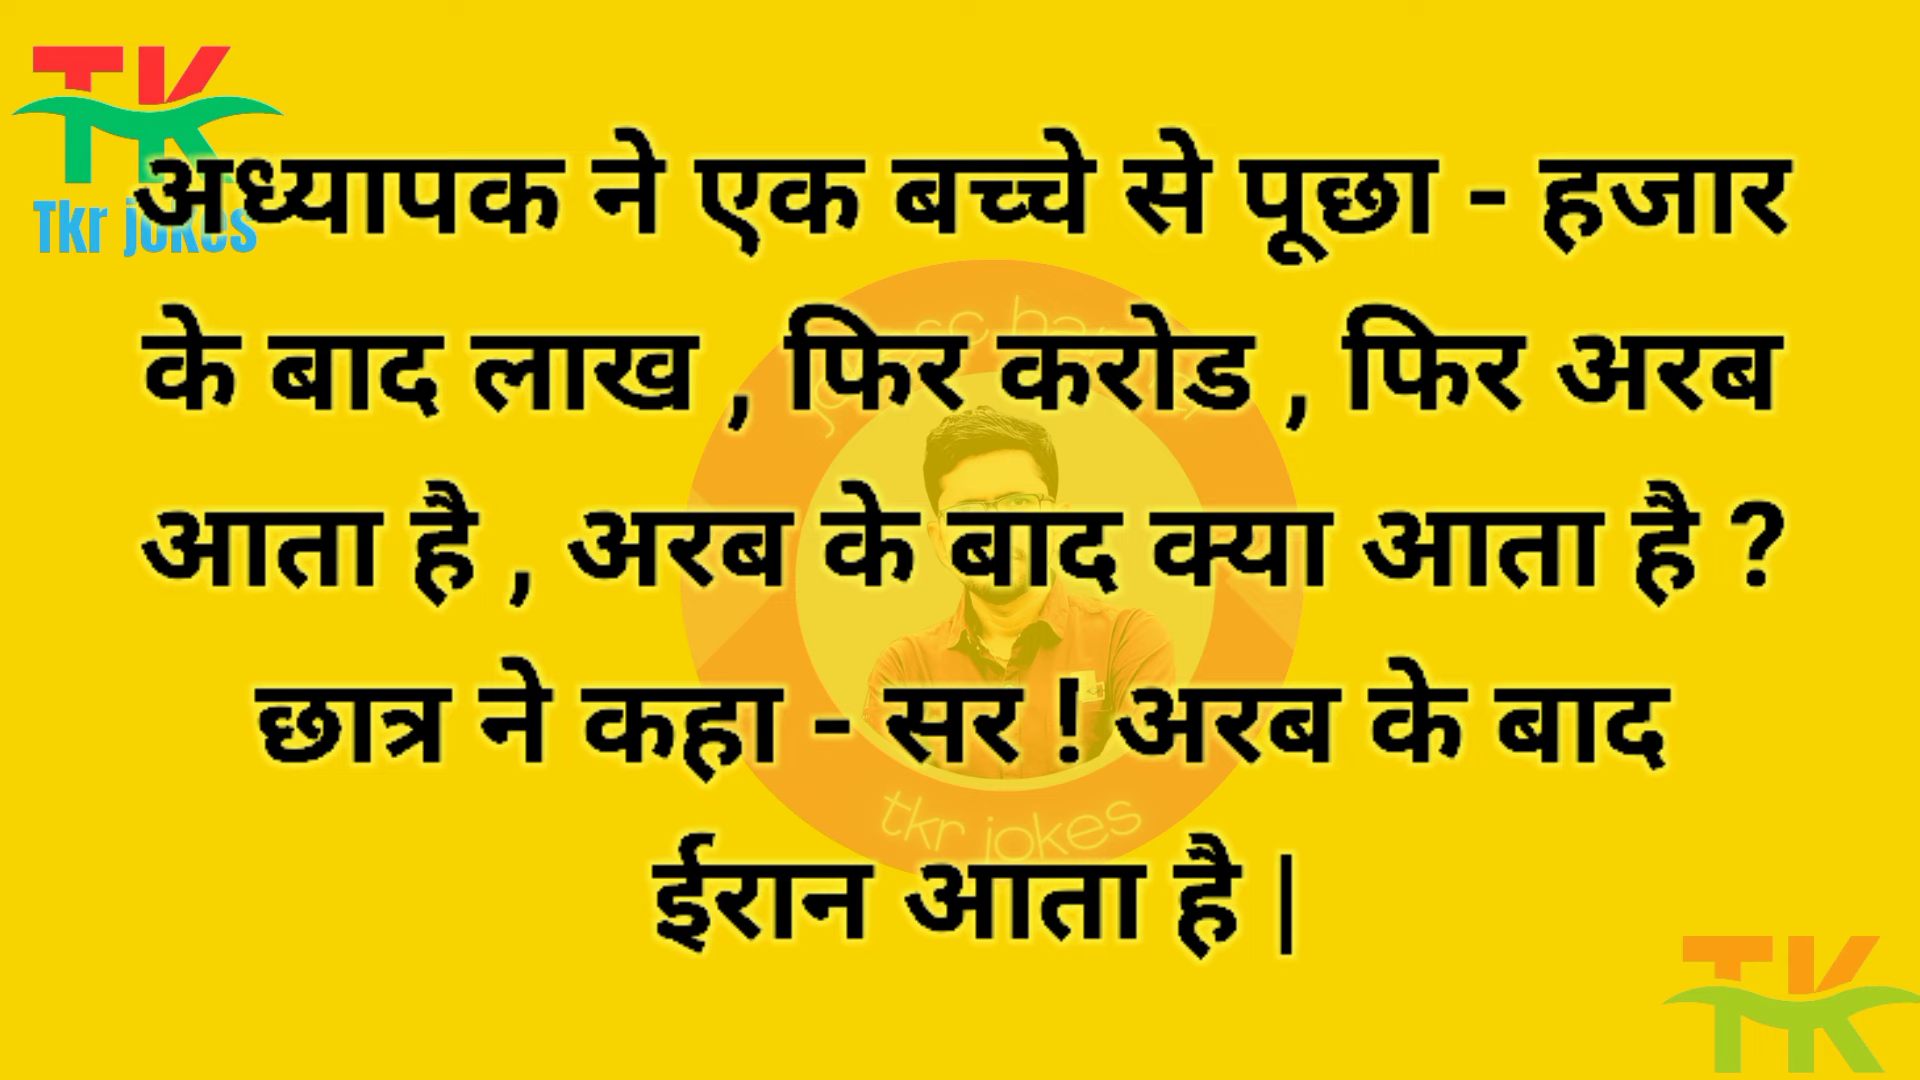 TK
Tkr jokes
अध्यापक ने एक बच्चे से पूछा - हजार
के बाद लाख , फिर करोड , फिर अरब
आता है , अरब के बाद क्या आता है ?
छात्र ने कहा - सर ! अरब के बाद
ईरान आता है |
tkr jokes
TK